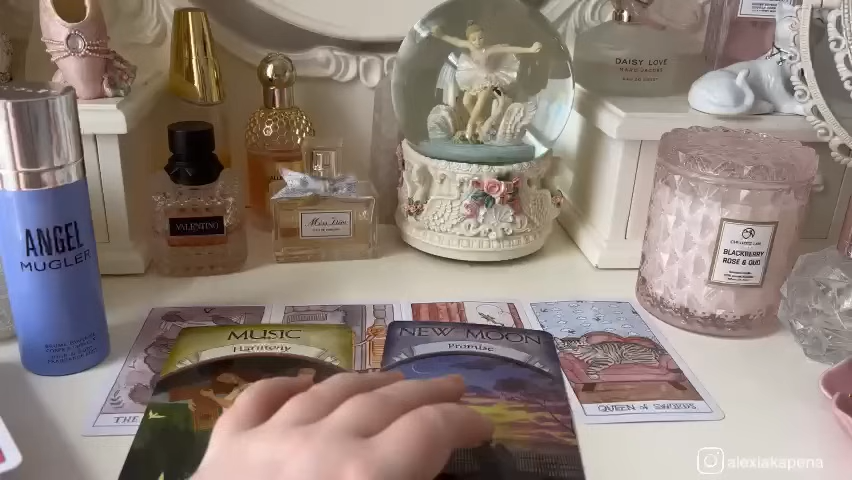 DAISY LOVE
MARC JACOBS
ANGEL
MUGLER
VALENTINO
Miss Dior
BLACKBERRY
ROSE & OUD
MUSIC
Harmony
NEW MOON
Promise
THE
QUEEN of SWORDS
alexiakapena